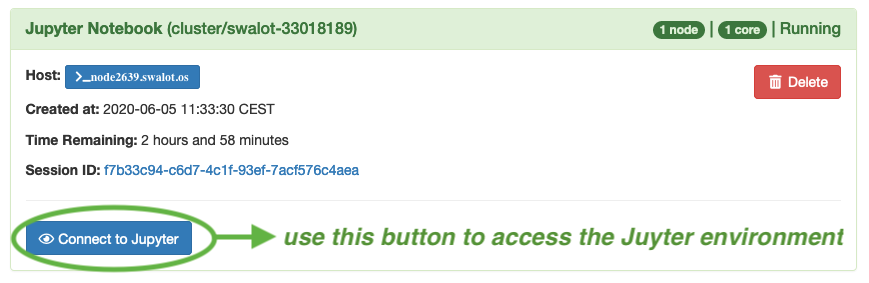 Jupyter Notebook (cluster/swalot-33018189) 1 node | 1 core | Running
Host: >_node2639.swalot.os Delete
Created at: 2020-06-05 11:33:30 CEST
Time Remaining: 2 hours and 58 minutes
Session ID: f7b33c94-c6d7-4c1f-93ef-7acf576c4aea
Connect to Jupyter use this button to access the Juyter environment